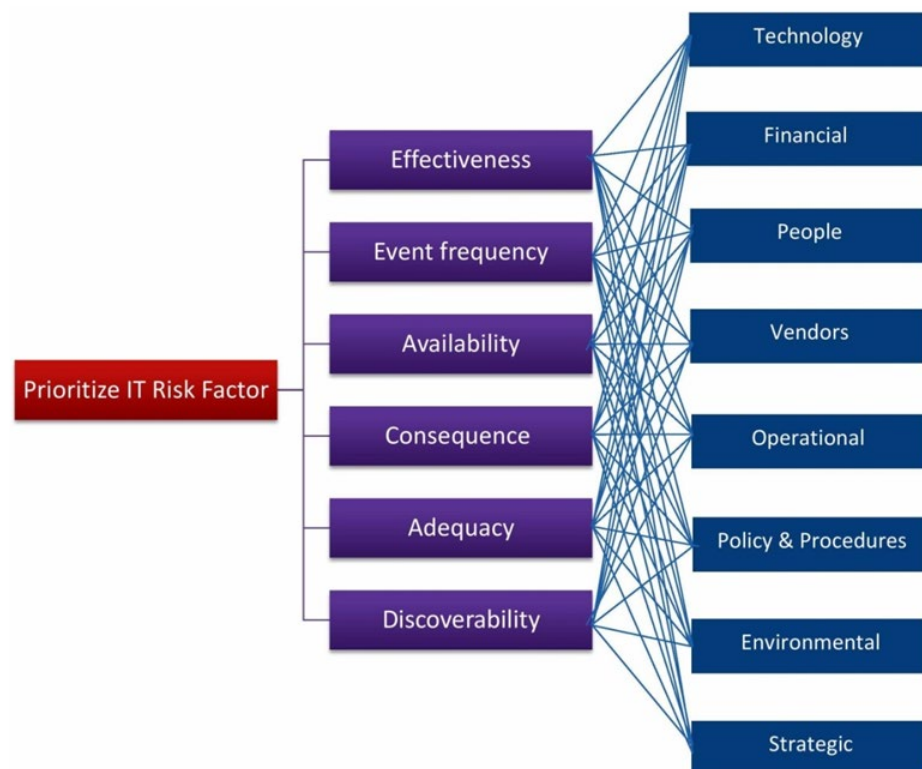 Prioritize IT Risk Factor
Effectiveness
Event frequency
Availability
Consequence
Adequacy
Discoverability
Technology
Financial
People
Vendors
Operational
Policy & Procedures
Environmental
Strategic